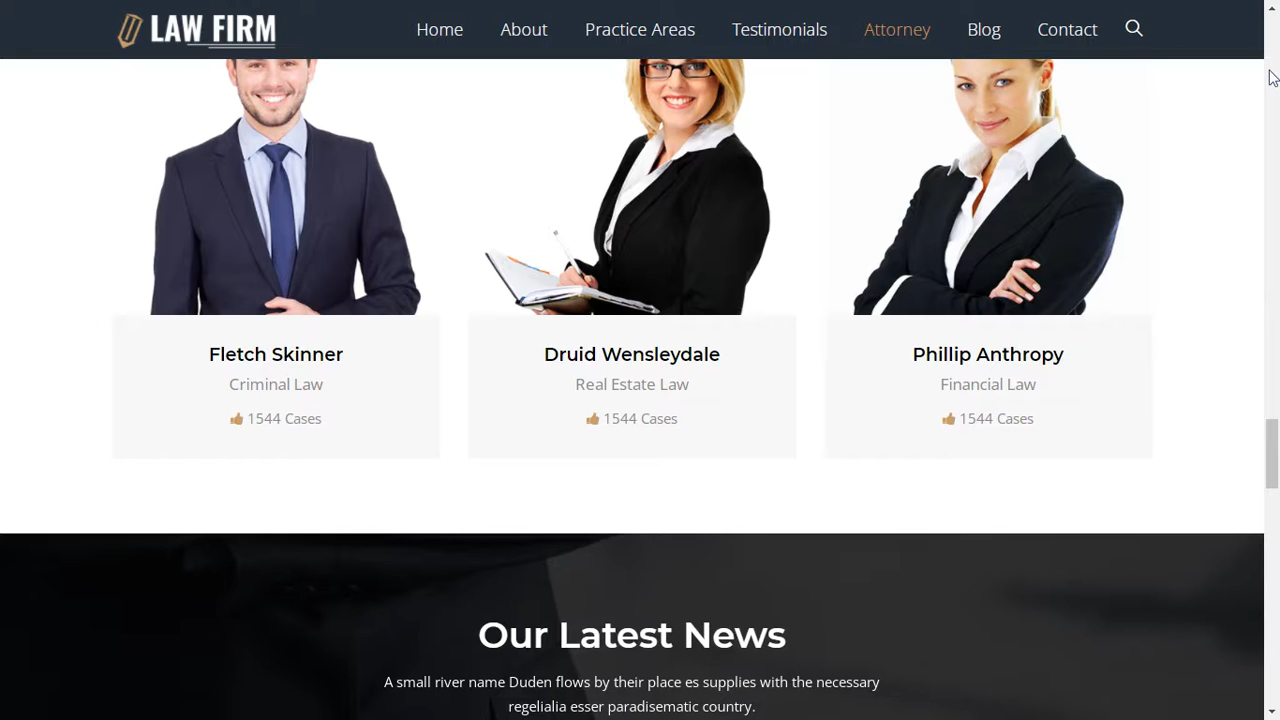 LAW FIRM
Home About Practice Areas Testimonials Attorney Blog Contact
Fletch Skinner
Criminal Law
1544 Cases
Druid Wensleydale
Real Estate Law
1544 Cases
Phillip Anthropy
Financial Law
1544 Cases
Our Latest News
A small river name Duden flows by their place es supplies with the necessary
regelialia esser paradisematic country.